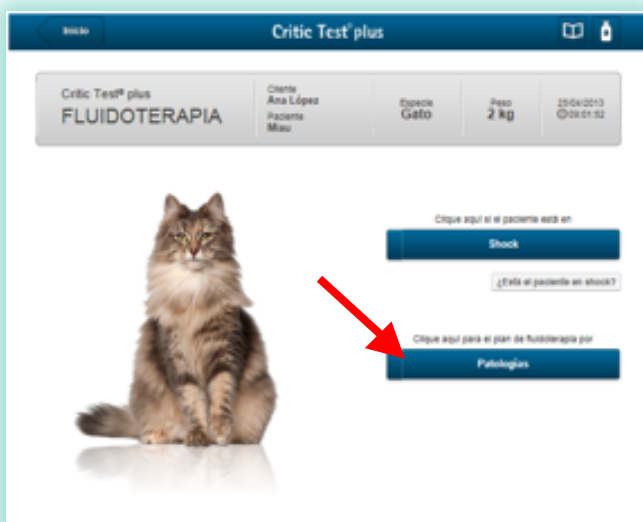 Inicio
Critic Test® plus
Critic Test® plus
FLUIDOTERAPIA
Cliente
Ana López
Paciente
Miau
Especie
Gato
Peso
2 kg
25/04/2013
09:01:52
Clique aquí si el paciente está en
Shock
¿Está el paciente en shock?
Clique aquí para el plan de fluidoterapia por
Patologías